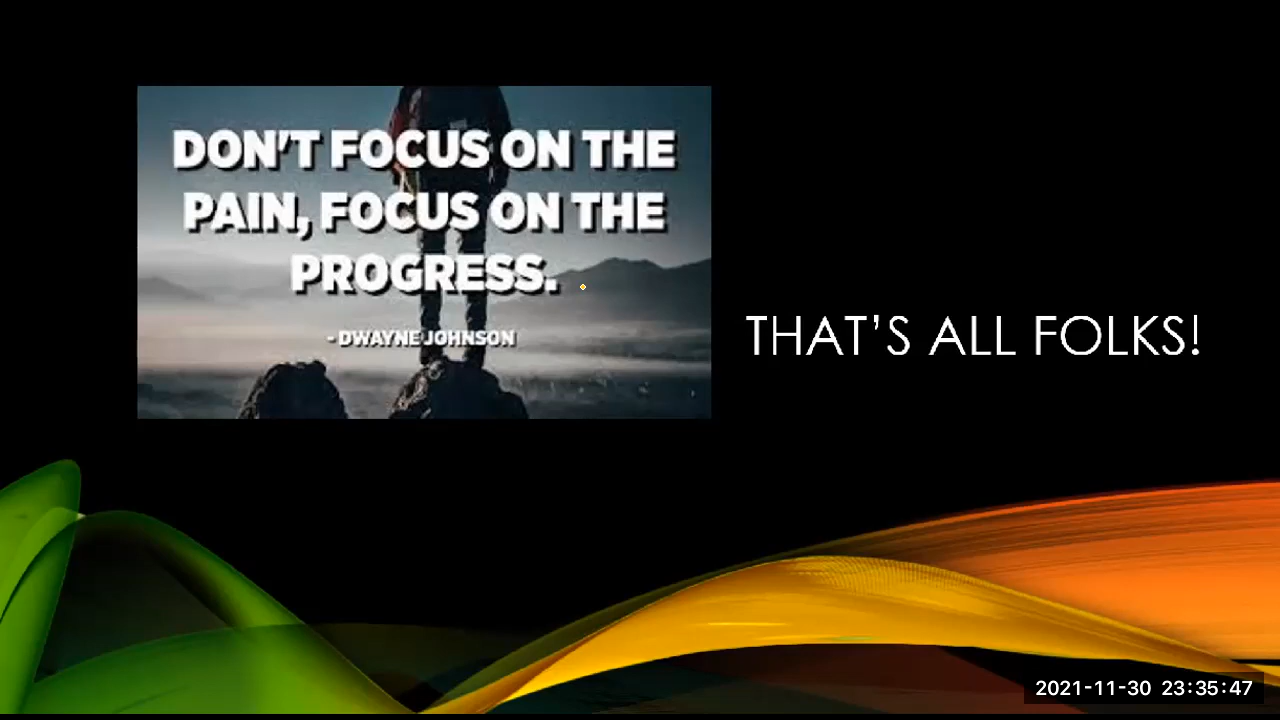 DON'T FOCUS ON THE
PAIN, FOCUS ON THE
PROGRESS.
- DWAYNE JOHNSON
THAT’S ALL FOLKS!
2021-11-30 23:35:47